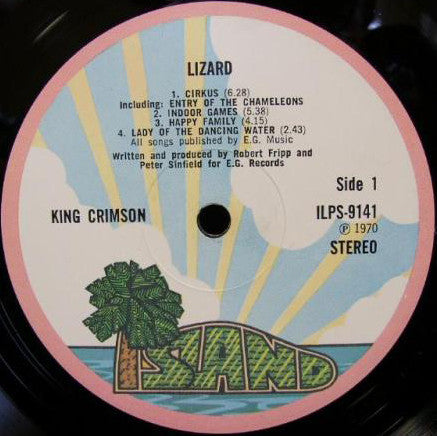 LIZARD
1. CIRKUS (6.28)
Including: ENTRY OF THE CHAMELEONS
2. INDOOR GAMES (5.38)
3. HAPPY FAMILY (4.15)
4. LADY OF THE DANCING WATER (2.43)
All songs published by E.G. Music
Written and produced by Robert Fripp and
Peter Sinfield for E.G. Records
Side 1
KING CRIMSON
ILPS-9141
Ⓟ 1970
STEREO
ISLAND